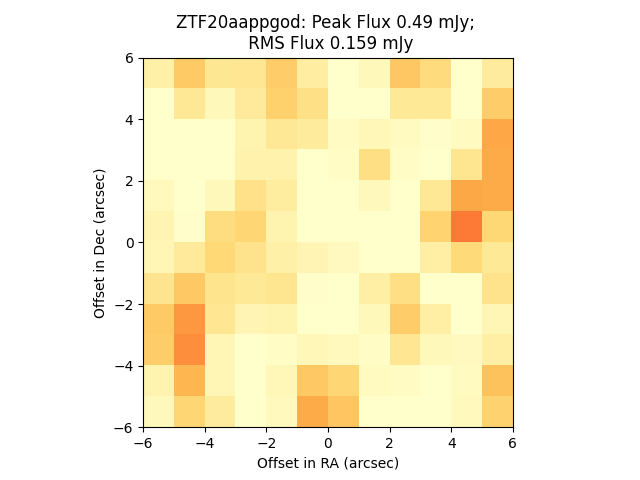 ZTF20aappgod: Peak Flux 0.49 mJy;
RMS Flux 0.159 mJy
6
4
2
0
−2
−4
−6
Offset in Dec (arcsec)
−6 −4 −2 0 2 4 6
Offset in RA (arcsec)